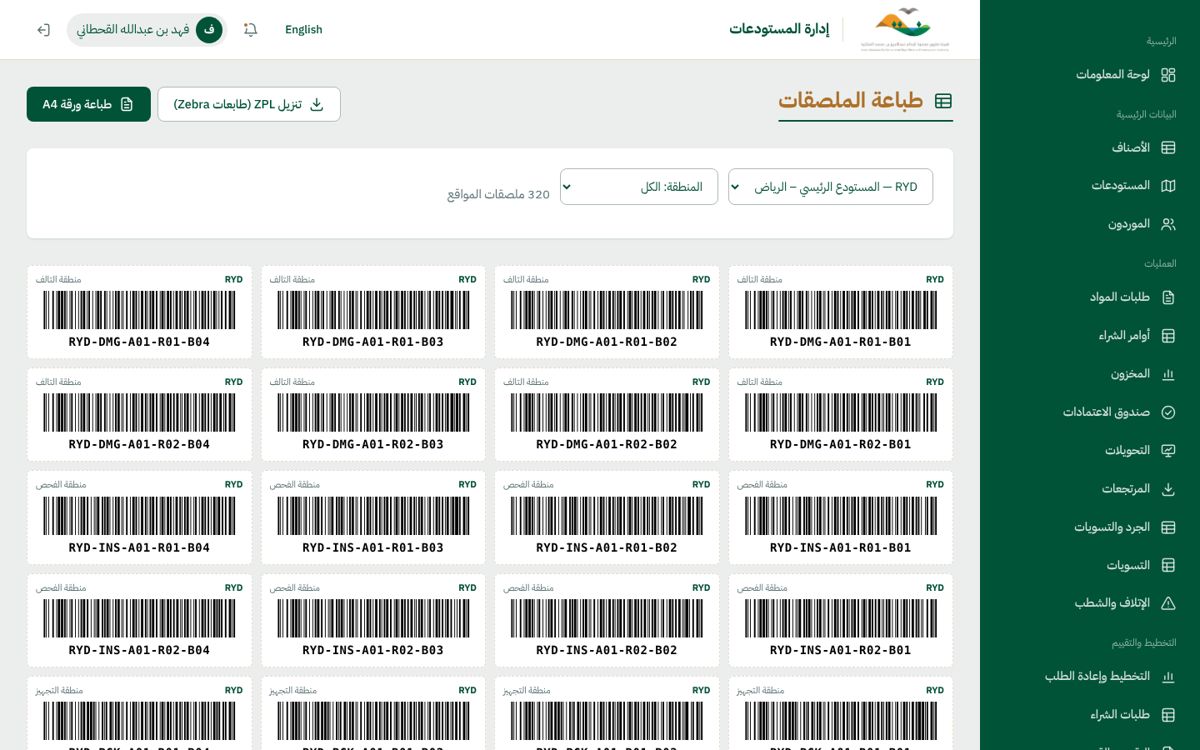 الرئيسية
لوحة المعلومات
البيانات الرئيسية
الأصناف
المستودعات
الموردون
العمليات
طلبات المواد
أوامر الشراء
المخزون
صندوق الاعتمادات
التحويلات
المرتجعات
الجرد والتسويات
التسويات
الإتلاف والشطب
التخطيط والتقييم
التخطيط وإعادة الطلب
طلبات الشراء
إدارة المستودعات
English
ف
فهد بن عبدالله القحطاني
طباعة الملصقات
تنزيل ZPL (طابعات Zebra)
طباعة ورقة A4
RYD — المستودع الرئيسي – الرياض
المنطقة: الكل
320 ملصقات المواقع
RYD منطقة التالف
RYD-DMG-A01-R01-B01
RYD منطقة التالف
RYD-DMG-A01-R01-B02
RYD منطقة التالف
RYD-DMG-A01-R01-B03
RYD منطقة التالف
RYD-DMG-A01-R01-B04
RYD منطقة التالف
RYD-DMG-A01-R02-B01
RYD منطقة التالف
RYD-DMG-A01-R02-B02
RYD منطقة التالف
RYD-DMG-A01-R02-B03
RYD منطقة التالف
RYD-DMG-A01-R02-B04
RYD منطقة الفحص
RYD-INS-A01-R01-B01
RYD منطقة الفحص
RYD-INS-A01-R01-B02
RYD منطقة الفحص
RYD-INS-A01-R01-B03
RYD منطقة الفحص
RYD-INS-A01-R01-B04
RYD منطقة الفحص
RYD-INS-A01-R02-B01
RYD منطقة الفحص
RYD-INS-A01-R02-B02
RYD منطقة الفحص
RYD-INS-A01-R02-B03
RYD منطقة الفحص
RYD-INS-A01-R02-B04
RYD منطقة التجهيز
RYD منطقة التجهيز
RYD منطقة التجهيز
RYD منطقة التجهيز